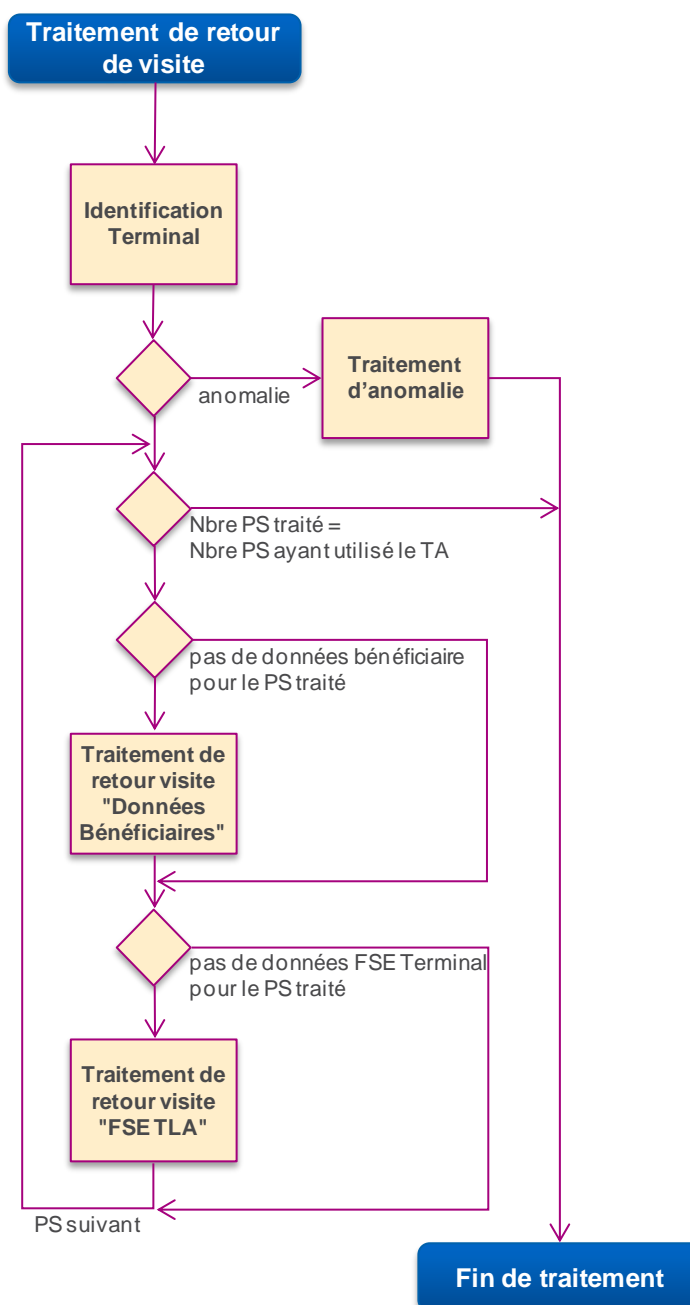 Traitement de retour
de visite
Identification
Terminal
anomalie
Traitement
d'anomalie
Nbre PS traité =
Nbre PS ayant utilisé le TA
pas de données bénéficiaire
pour le PS traité
Traitement de
retour visite
"Données
Bénéficiaires"
pas de données FSE Terminal
pour le PS traité
Traitement de
retour visite
"FSE TLA"
PS suivant
Fin de traitement